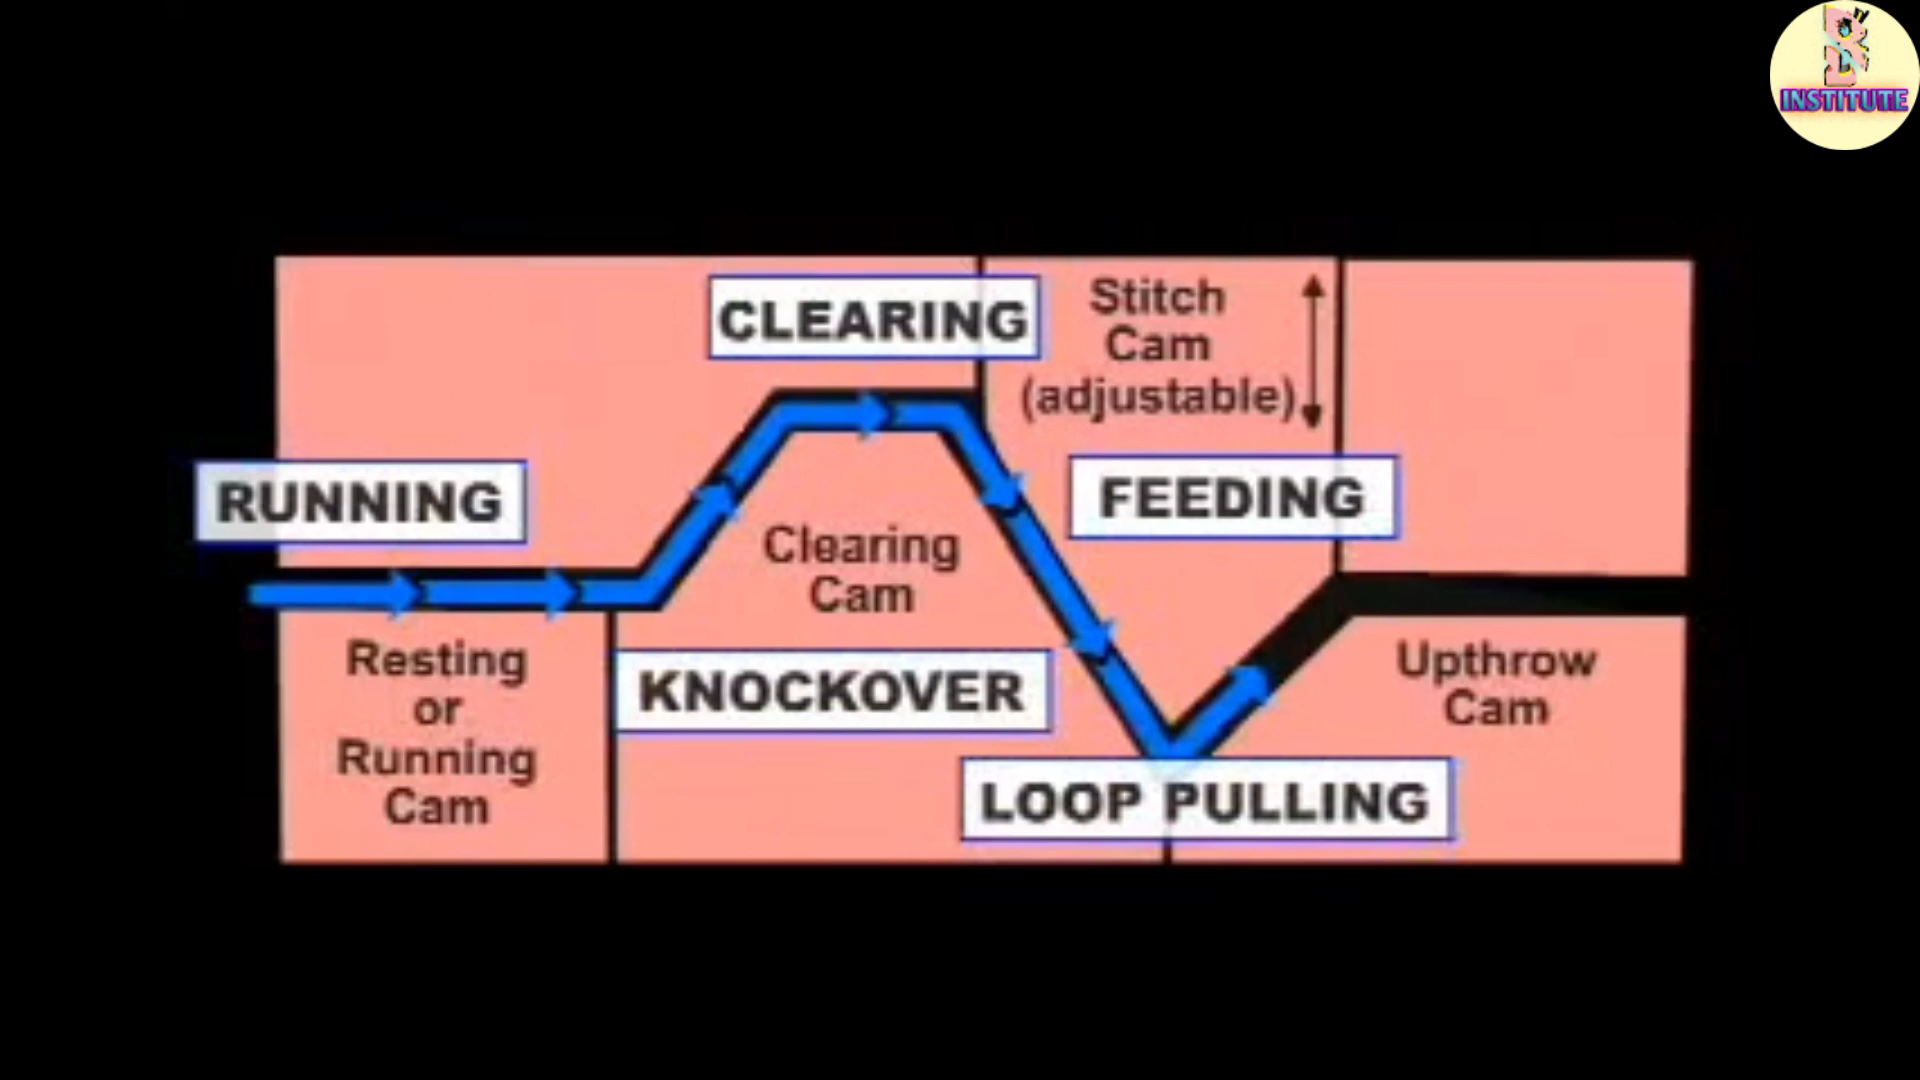 INSTITUTE
CLEARING
Stitch
Cam
(adjustable)
RUNNING
FEEDING
Clearing
Cam
Resting
or
Running
Cam
KNOCKOVER
Upthrow
Cam
LOOP PULLING